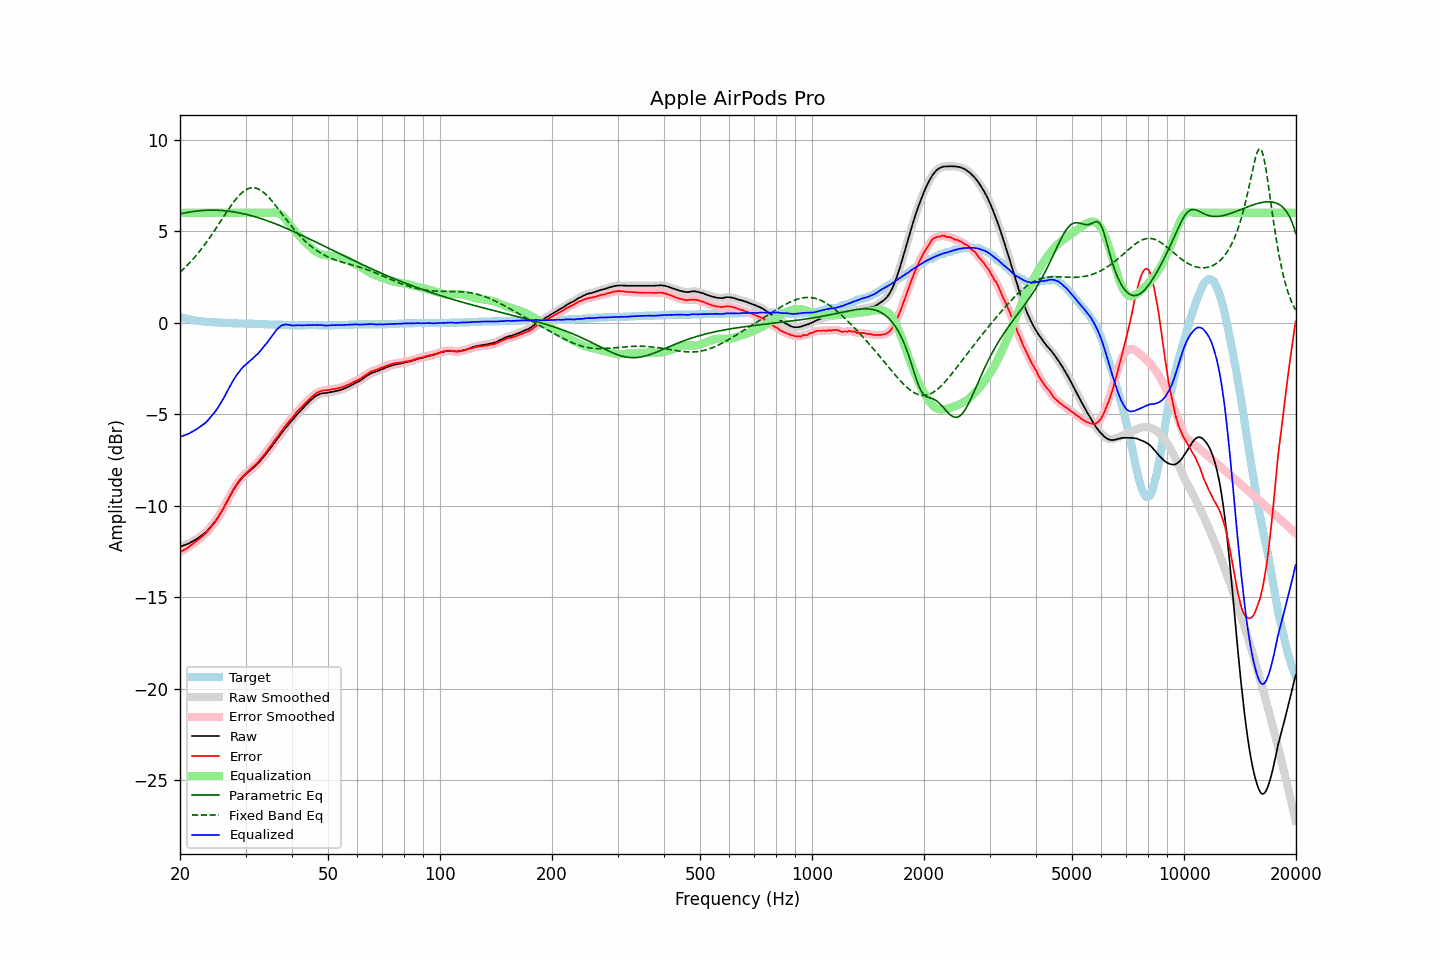 Apple AirPods Pro
Amplitude (dBr)
10
5
0
−5
−10
−15
−20
−25
Target
Raw Smoothed
Error Smoothed
Raw
Error
Equalization
Parametric Eq
Fixed Band Eq
Equalized
20 50 100 200 500 1000 2000 5000 10000 20000
Frequency (Hz)